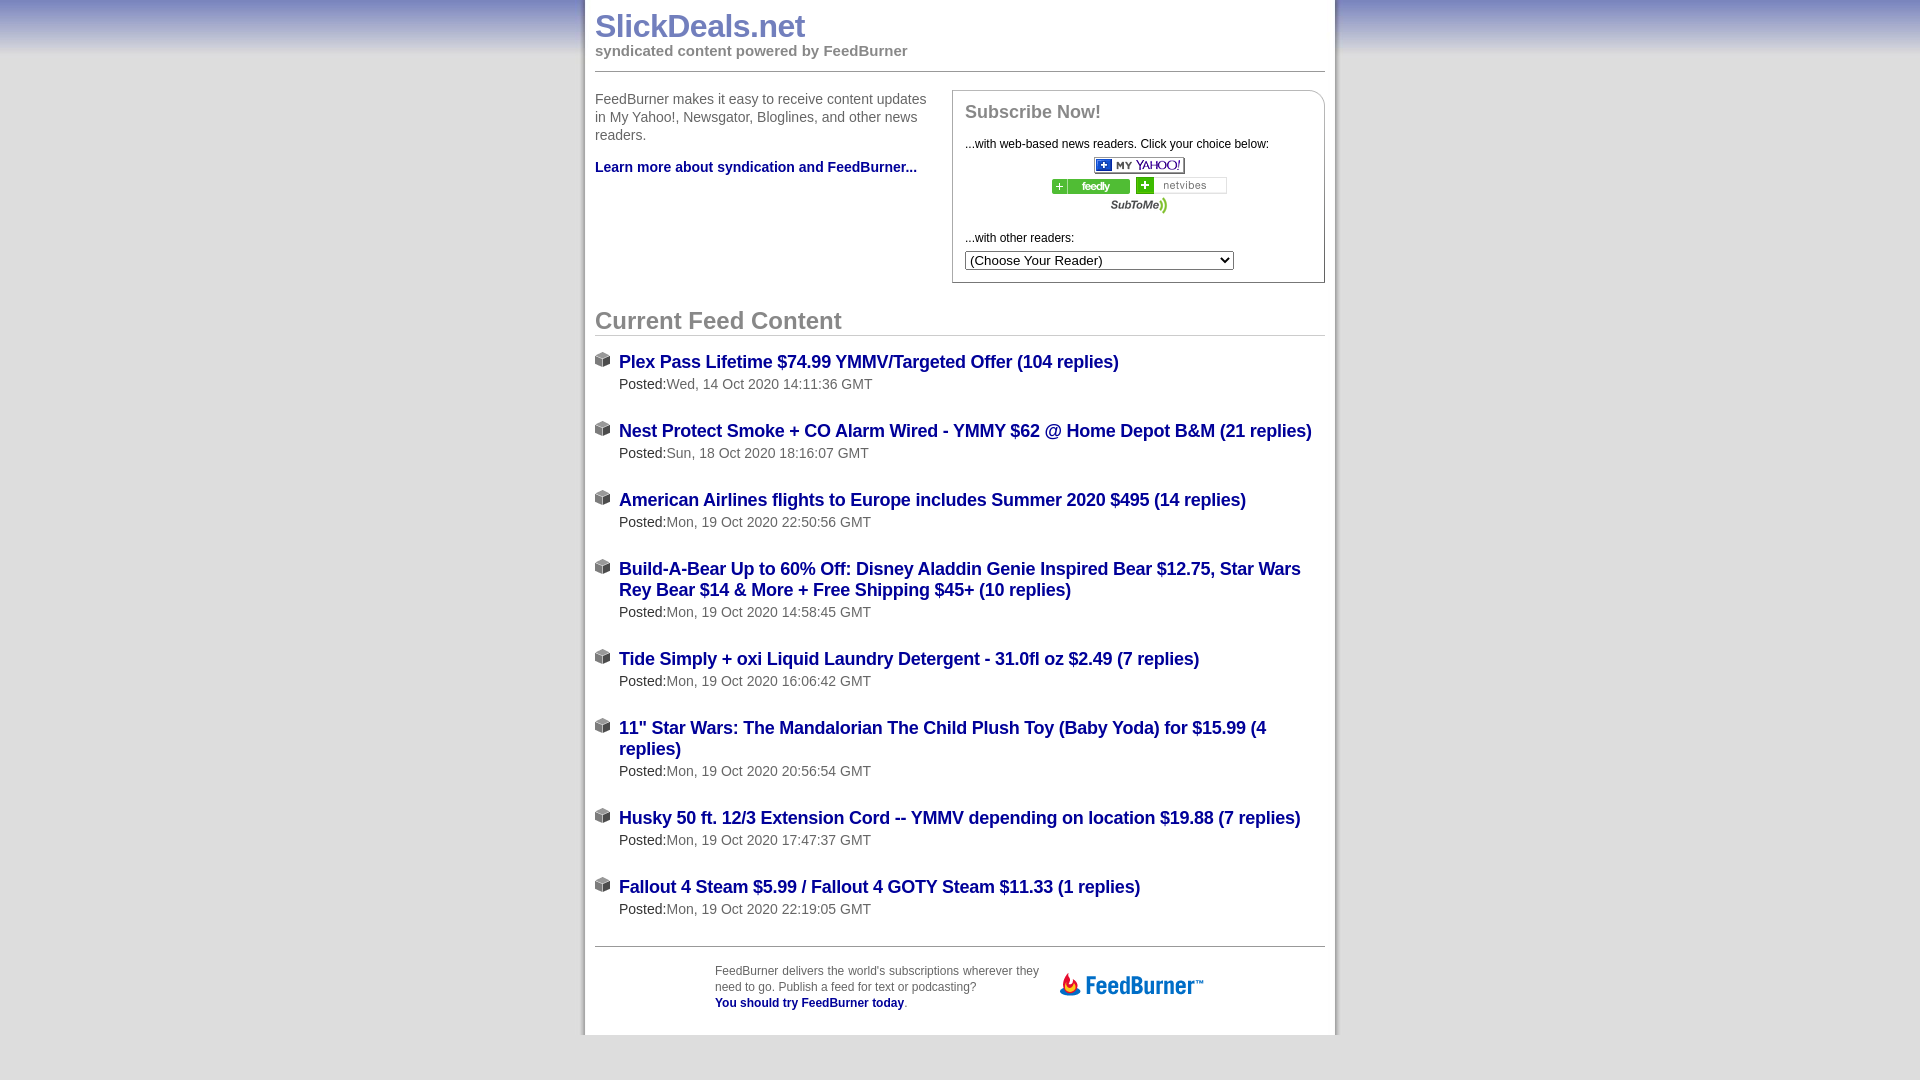 SlickDeals.net
syndicated content powered by FeedBurner
FeedBurner makes it easy to receive content updates
in My Yahoo!, Newsgator, Bloglines, and other news
readers.
Learn more about syndication and FeedBurner...
Subscribe Now!
...with web-based news readers. Click your choice below:
MY YAHOO!
feedly
netvibes
SubToMe
...with other readers:
(Choose Your Reader)
Current Feed Content
Plex Pass Lifetime $74.99 YMMV/Targeted Offer (104 replies)
Posted:Wed, 14 Oct 2020 14:11:36 GMT
Nest Protect Smoke + CO Alarm Wired - YMMY $62 @ Home Depot B&M (21 replies)
Posted:Sun, 18 Oct 2020 18:16:07 GMT
American Airlines flights to Europe includes Summer 2020 $495 (14 replies)
Posted:Mon, 19 Oct 2020 22:50:56 GMT
Build-A-Bear Up to 60% Off: Disney Aladdin Genie Inspired Bear $12.75, Star Wars
Rey Bear $14 & More + Free Shipping $45+ (10 replies)
Posted:Mon, 19 Oct 2020 14:58:45 GMT
Tide Simply + oxi Liquid Laundry Detergent - 31.0fl oz $2.49 (7 replies)
Posted:Mon, 19 Oct 2020 16:06:42 GMT
11" Star Wars: The Mandalorian The Child Plush Toy (Baby Yoda) for $15.99 (4
replies)
Posted:Mon, 19 Oct 2020 20:56:54 GMT
Husky 50 ft. 12/3 Extension Cord -- YMMV depending on location $19.88 (7 replies)
Posted:Mon, 19 Oct 2020 17:47:37 GMT
Fallout 4 Steam $5.99 / Fallout 4 GOTY Steam $11.33 (1 replies)
Posted:Mon, 19 Oct 2020 22:19:05 GMT
FeedBurner delivers the world's subscriptions wherever they
need to go. Publish a feed for text or podcasting?
You should try FeedBurner today.
FeedBurner™